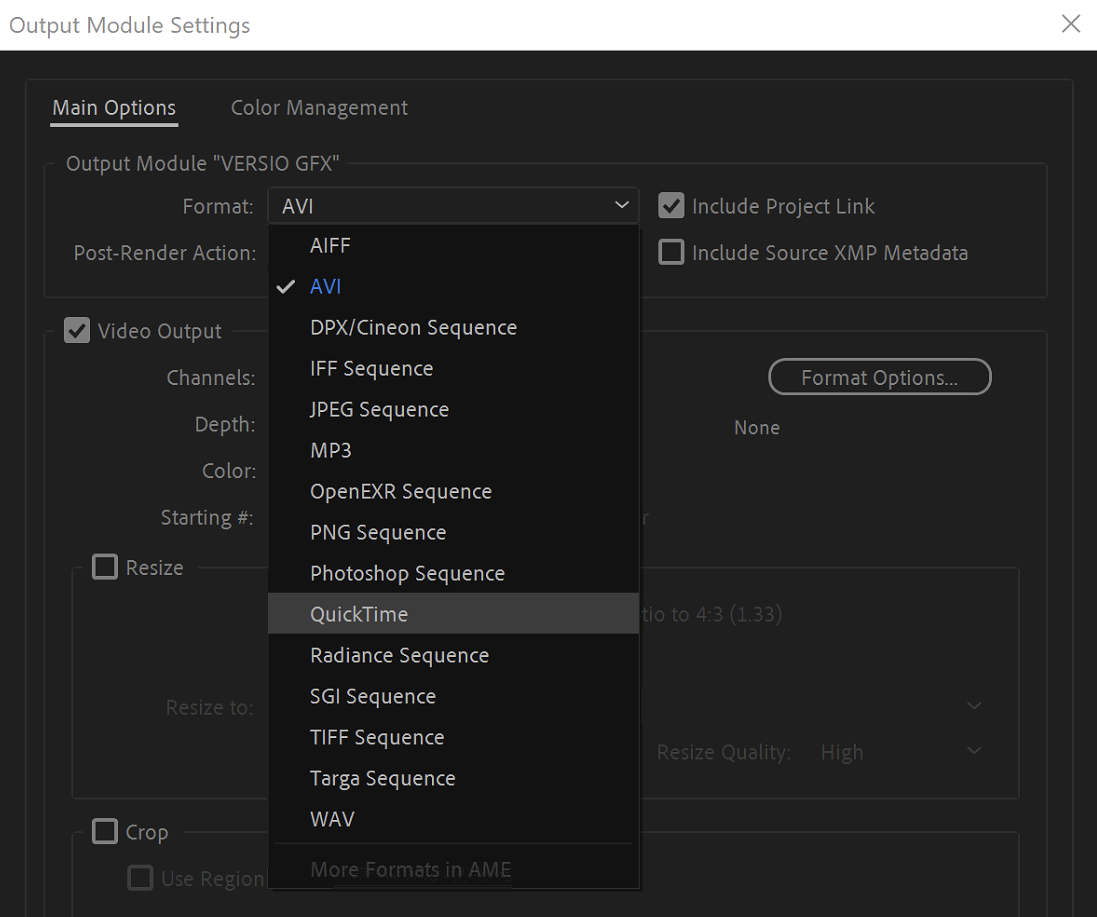 Output Module Settings
Main Options Color Management
Output Module "VERSIO GFX"
Format: AVI Include Project Link
Post-Render Action: Include Source XMP Metadata
AIFF
AVI
DPX/Cineon Sequence
IFF Sequence
JPEG Sequence
MP3
OpenEXR Sequence
PNG Sequence
Photoshop Sequence
QuickTime
Radiance Sequence
SGI Sequence
TIFF Sequence
Targa Sequence
WAV
More Formats in AME
Video Output
Channels: Format Options...
Depth: None
Color:
Starting #:
Resize
to 4:3 (1.33)
Resize to:
Resize Quality: High
Crop
Use Region